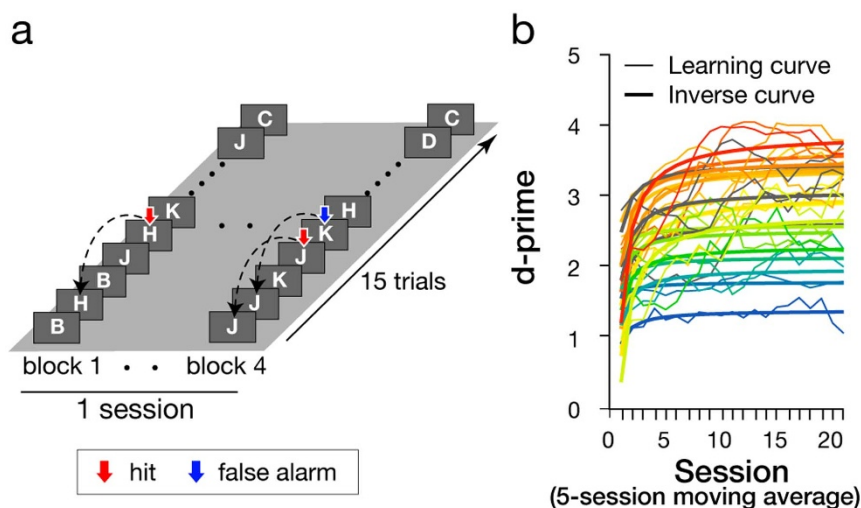 a
C
J
K
H
J
B
H
B
C
D
H
K
J
K
J
J
15 trials
block 1 • • block 4
1 session
hit
false alarm
b
Learning curve
Inverse curve
d-prime
5
4
3
2
1
0
0
5
10
15
20
Session
(5-session moving average)